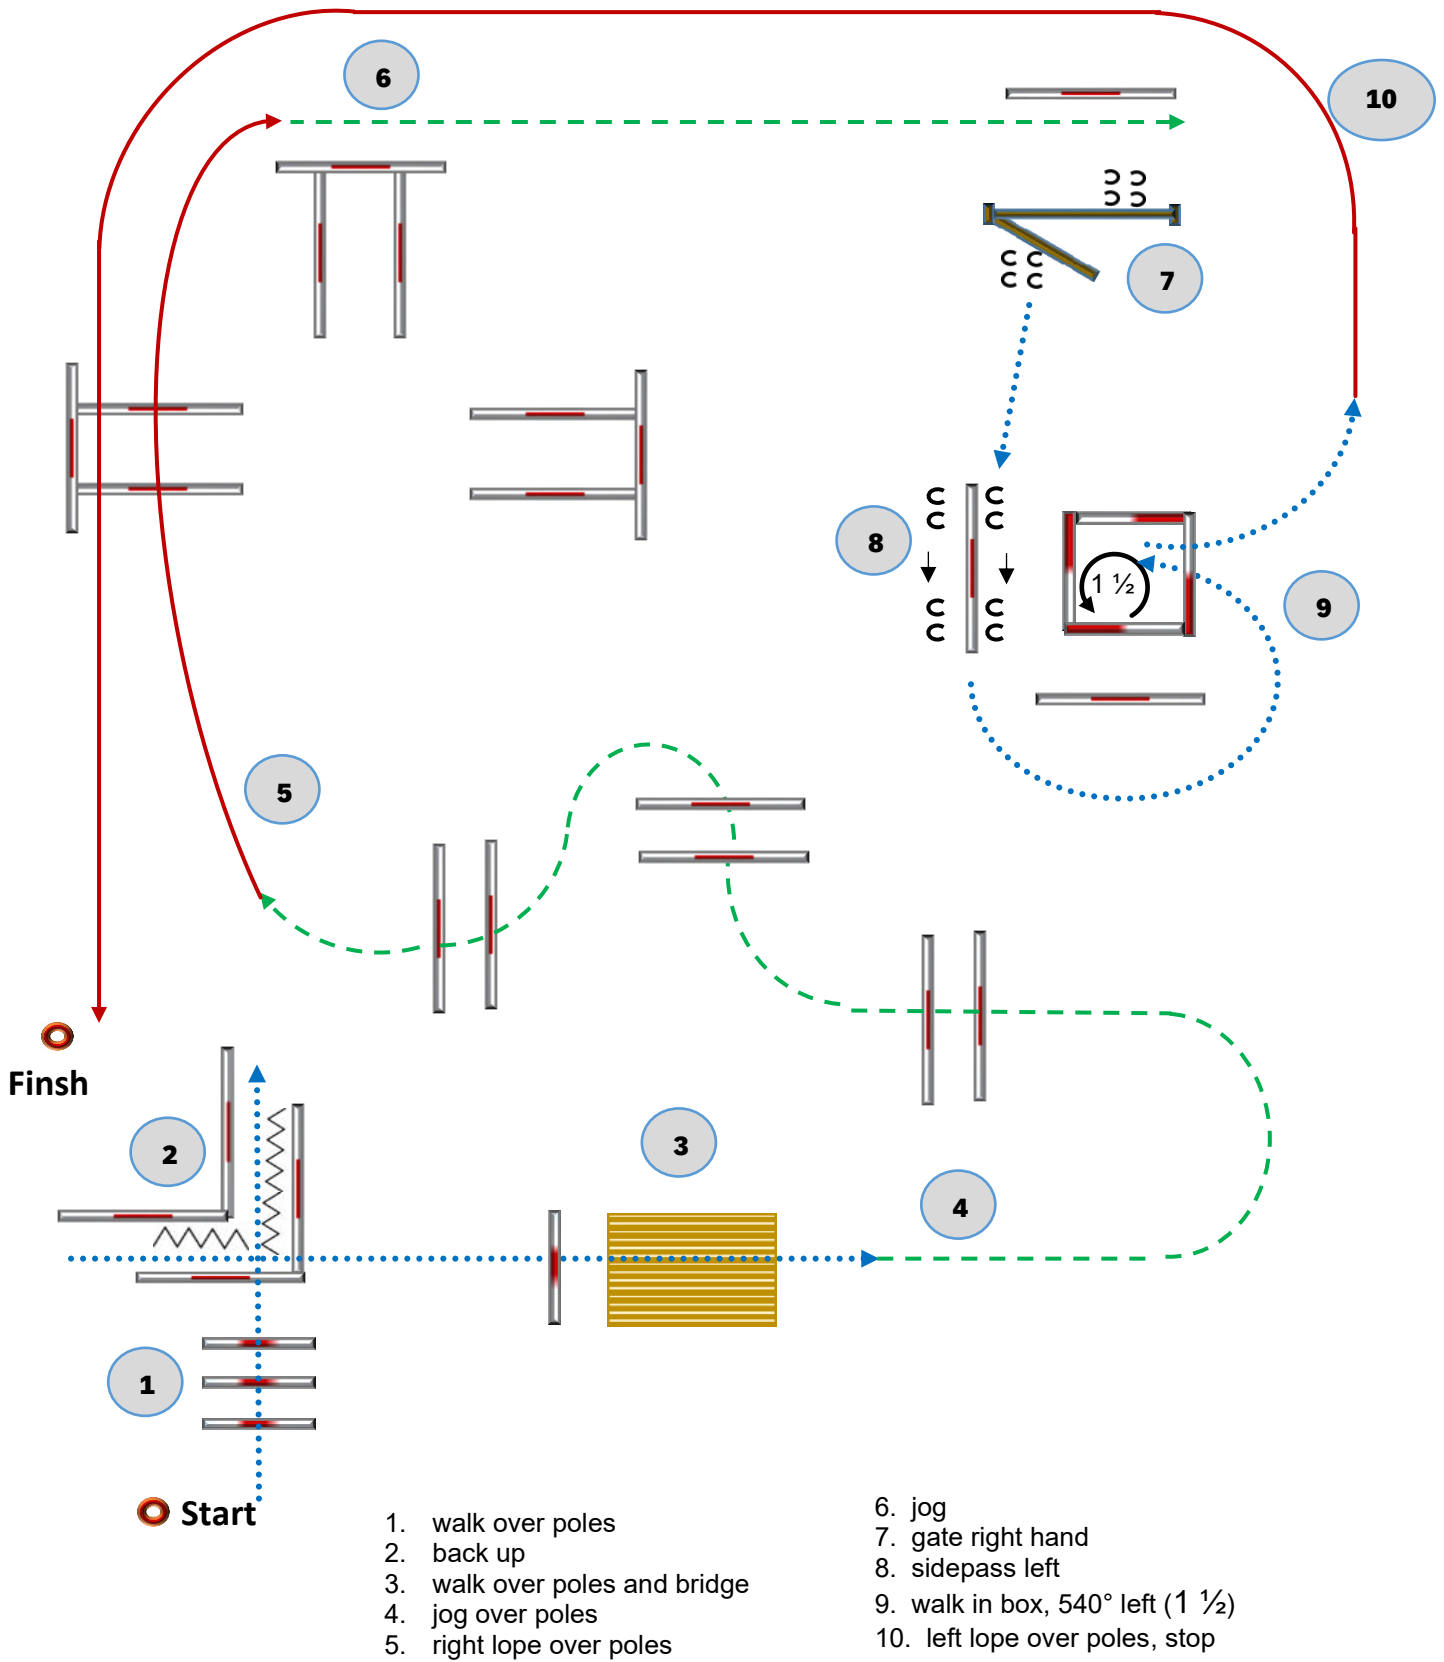 6
10
7
8
1 ½
9
5
Finsh
2
3
4
1
Start
1. walk over poles
2. back up
3. walk over poles and bridge
4. jog over poles
5. right lope over poles
6. jog
7. gate right hand
8. sidepass left
9. walk in box, 540° left (1 ½)
10. left lope over poles, stop